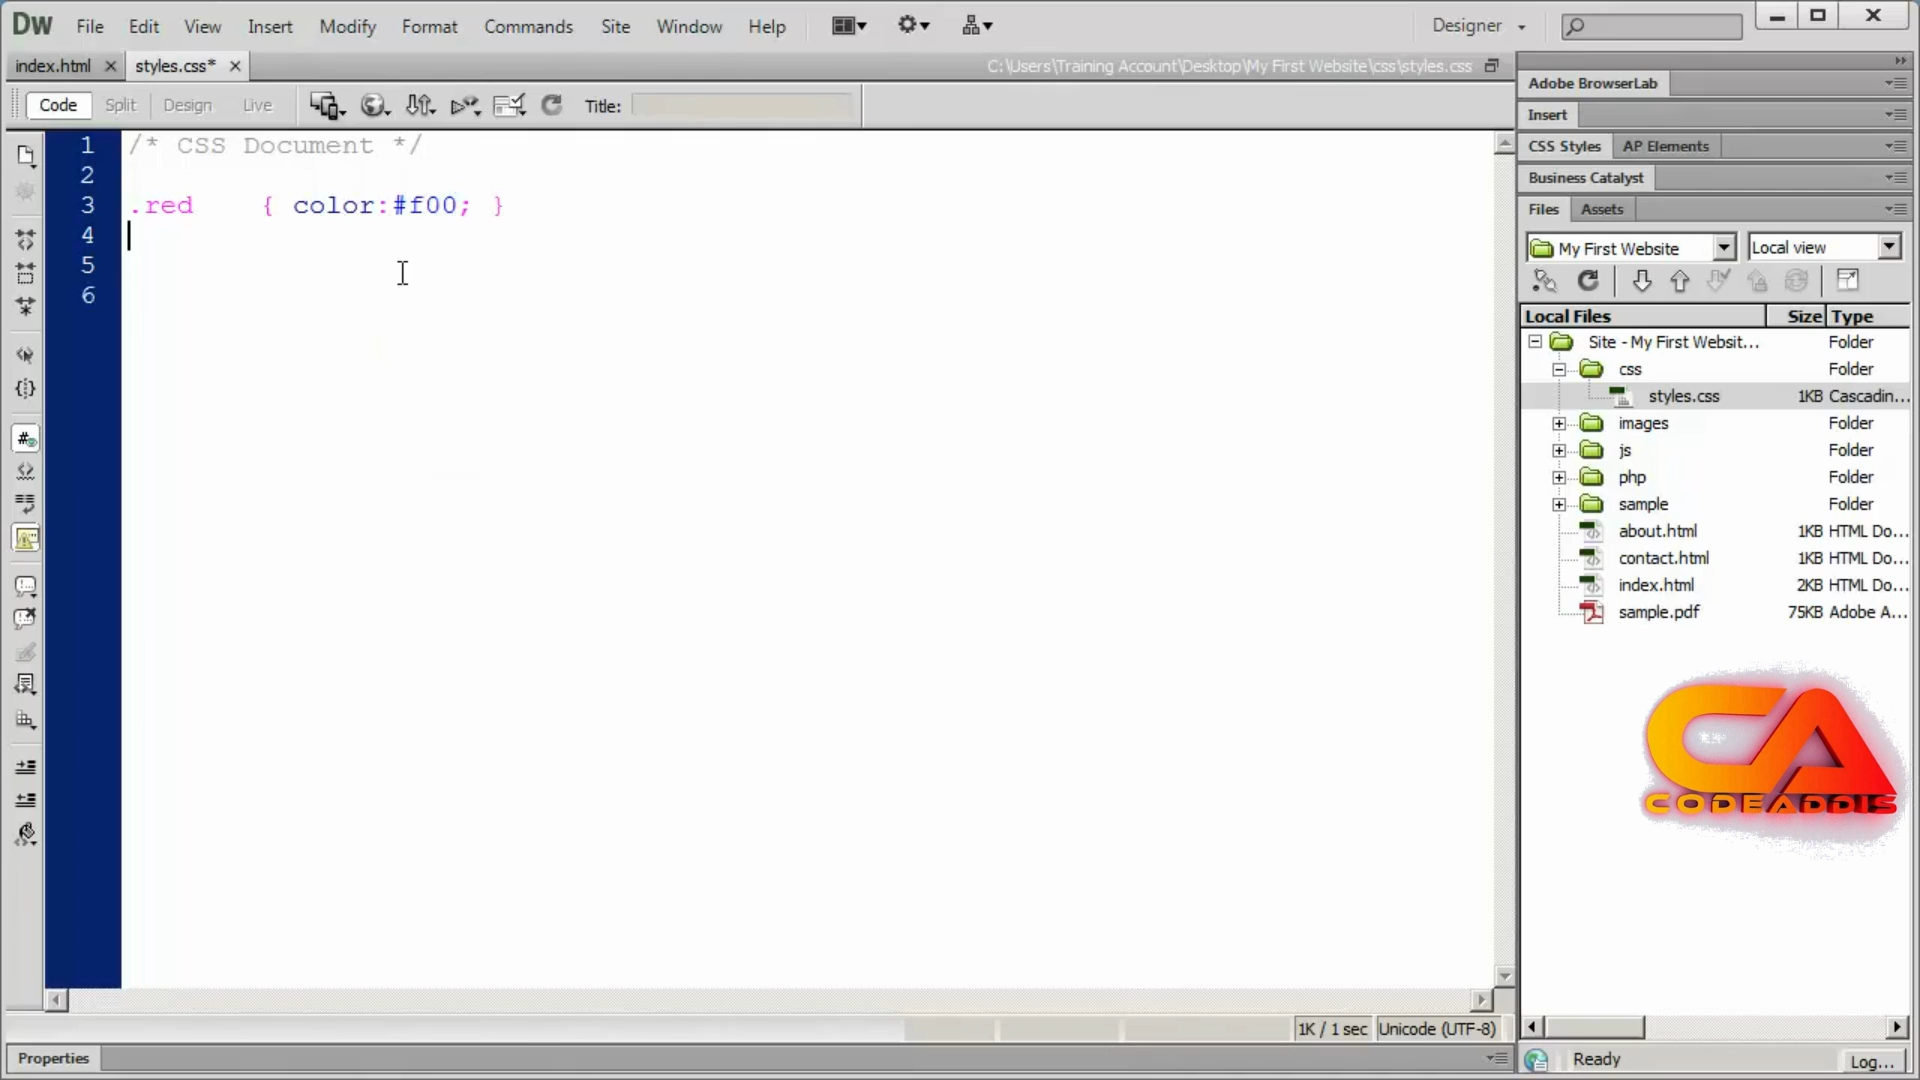 Dw File Edit View Insert Modify Format Commands Site Window Help Designer
index.html styles.css* C:\Users\Training Account\Desktop\My First Website\css\styles.css
Code Split Design Live Title:
1 /* CSS Document */
2
3 .red { color:#f00; }
4
5
6
Adobe BrowserLab
Insert
CSS Styles AP Elements
Business Catalyst
Files Assets
My First Website Local view
Local Files Size Type
Site - My First Websit... Folder
css Folder
styles.css 1KB Cascadin...
images Folder
js Folder
php Folder
sample Folder
about.html 1KB HTML Do...
contact.html 1KB HTML Do...
index.html 2KB HTML Do...
sample.pdf 75KB Adobe A...
CA
CODEADDIS
1K / 1 sec Unicode (UTF-8)
Properties
Ready Log...